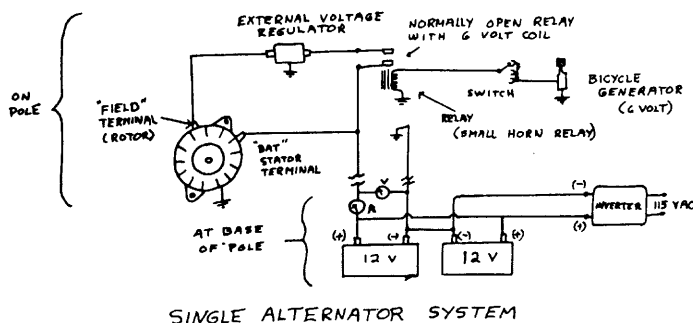 EXTERNAL VOLTAGE
REGULATOR
NORMALLY OPEN RELAY
WITH 6 VOLT COIL
ON
POLE
"FIELD"
TERMINAL
(ROTOR)
"BAT"
STATOR
TERMINAL
SWITCH
BICYCLE
GENERATOR
(6 VOLT)
RELAY
(SMALL HORN RELAY)
V
A
AT BASE
OF POLE
(+)
(-)
(-)
(+)
12 V
12 V
(-)
(+)
INVERTER
115 VAC
SINGLE ALTERNATOR SYSTEM